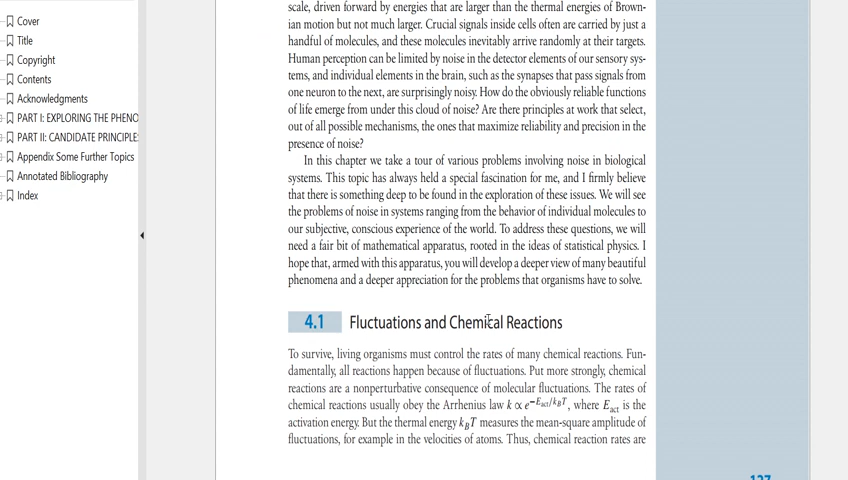 Cover
Title
Copyright
Contents
Acknowledgments
PART I: EXPLORING THE PHENO
PART II: CANDIDATE PRINCIPLE:
Appendix Some Further Topics
Annotated Bibliography
Index
scale, driven forward by energies that are larger than the thermal energies of Brown-
ian motion but not much larger. Crucial signals inside cells often are carried by just a
handful of molecules, and these molecules inevitably arrive randomly at their targets.
Human perception can be limited by noise in the detector elements of our sensory sys-
tems, and individual elements in the brain, such as the synapses that pass signals from
one neuron to the next, are surprisingly noisy. How do the obviously reliable functions
of life emerge from under this cloud of noise? Are there principles at work that select,
out of all possible mechanisms, the ones that maximize reliability and precision in the
presence of noise?
In this chapter we take a tour of various problems involving noise in biological
systems. This topic has always held a special fascination for me, and I firmly believe
that there is something deep to be found in the exploration of these issues. We will see
the problems of noise in systems ranging from the behavior of individual molecules to
our subjective, conscious experience of the world. To address these questions, we will
need a fair bit of mathematical apparatus, rooted in the ideas of statistical physics. I
hope that, armed with this apparatus, you will develop a deeper view of many beautiful
phenomena and a deeper appreciation for the problems that organisms have to solve.
4.1 Fluctuations and Chemical Reactions
To survive, living organisms must control the rates of many chemical reactions. Fun-
damentally, all reactions happen because of fluctuations. Put more strongly, chemical
reactions are a nonperturbative consequence of molecular fluctuations. The rates of
chemical reactions usually obey the Arrhenius law k ∝ e^{−E_act/k_BT}, where E_act is the
activation energy. But the thermal energy k_BT measures the mean-square amplitude of
fluctuations, for example in the velocities of atoms. Thus, chemical reaction rates are
127